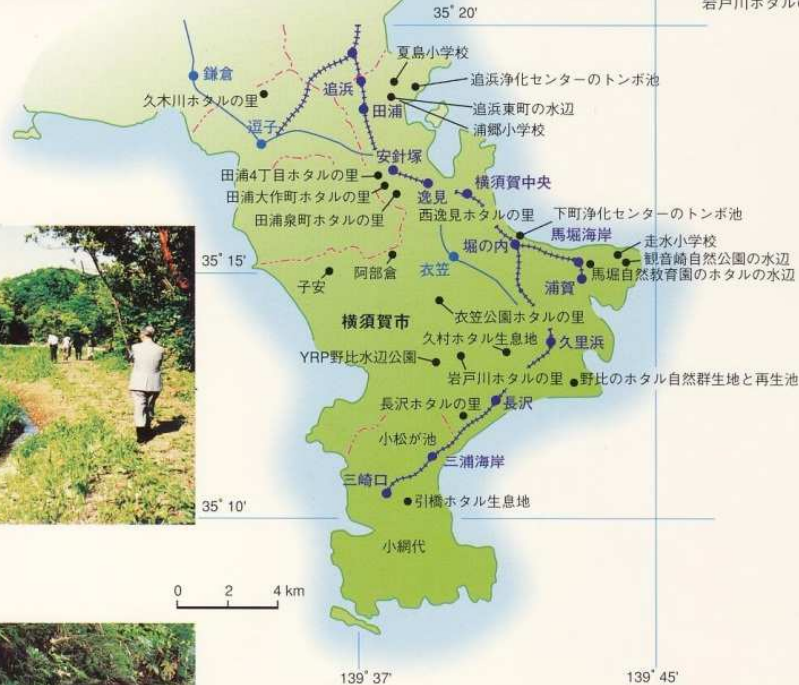 岩戸川ホタルの
35° 20'
夏島小学校
鎌倉
追浜浄化センターのトンボ池
追浜
久木川ホタルの里
追浜東町の水辺
田浦
逗子
浦郷小学校
安針塚
田浦4丁目ホタルの里
横須賀中央
田浦大作町ホタルの里
逸見
田浦泉町ホタルの里
西逸見ホタルの里
下町浄化センターのトンボ池
馬堀海岸
走水小学校
堀の内
35° 15'
観音崎自然公園の水辺
衣笠
阿部倉
馬堀自然教育園のホタルの水辺
子安
浦賀
衣笠公園ホタルの里
横須賀市
久村ホタル生息地
久里浜
YRP野比水辺公園
岩戸川ホタルの里
野比のホタル自然群生地と再生池
長沢ホタルの里
長沢
小松が池
三浦海岸
三崎口
引橋ホタル生息地
35° 10'
小網代
0 2 4 km
139° 37'
139° 45'